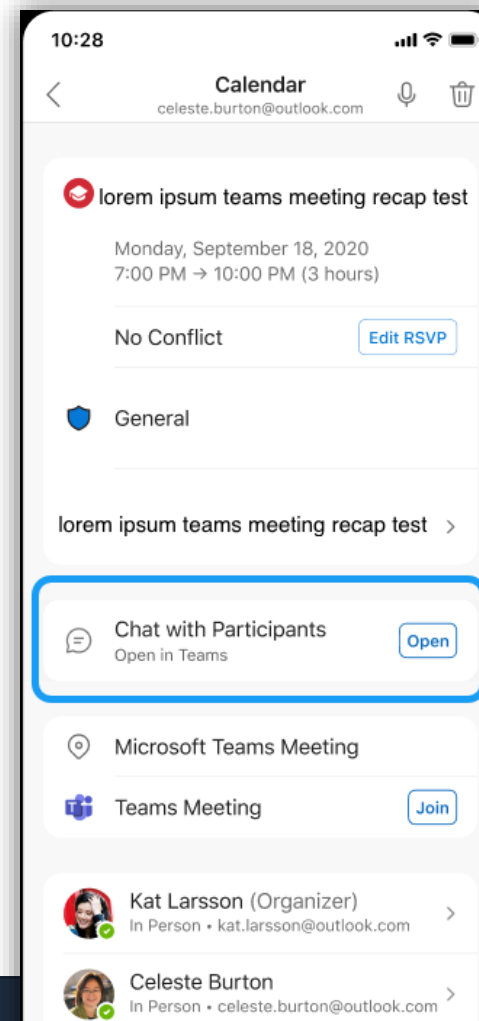 10:28
Calendar
celeste.burton@outlook.com
lorem ipsum teams meeting recap test
Monday, September 18, 2020
7:00 PM → 10:00 PM (3 hours)
No Conflict
Edit RSVP
General
lorem ipsum teams meeting recap test
Chat with Participants
Open in Teams
Open
Microsoft Teams Meeting
Teams Meeting
Join
Kat Larsson (Organizer)
In Person • kat.larsson@outlook.com
Celeste Burton
In Person • celeste.burton@outlook.com